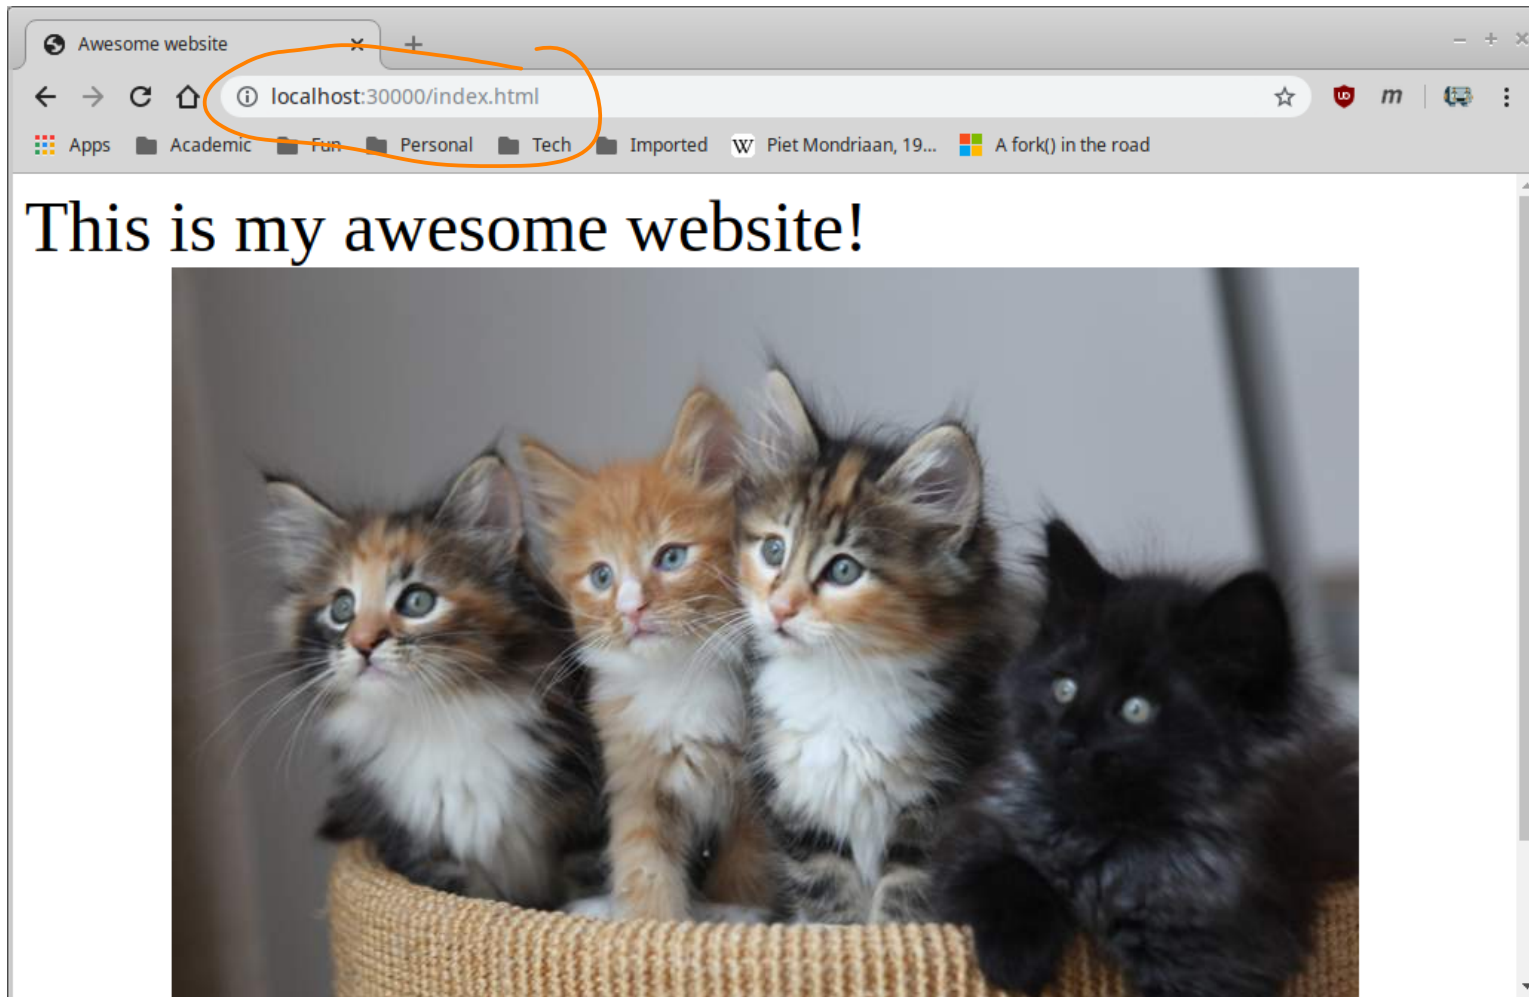 Awesome website
localhost:30000/index.html
m
Apps Academic Fun Personal Tech Imported W Piet Mondriaan, 19... A fork() in the road
This is my awesome website!